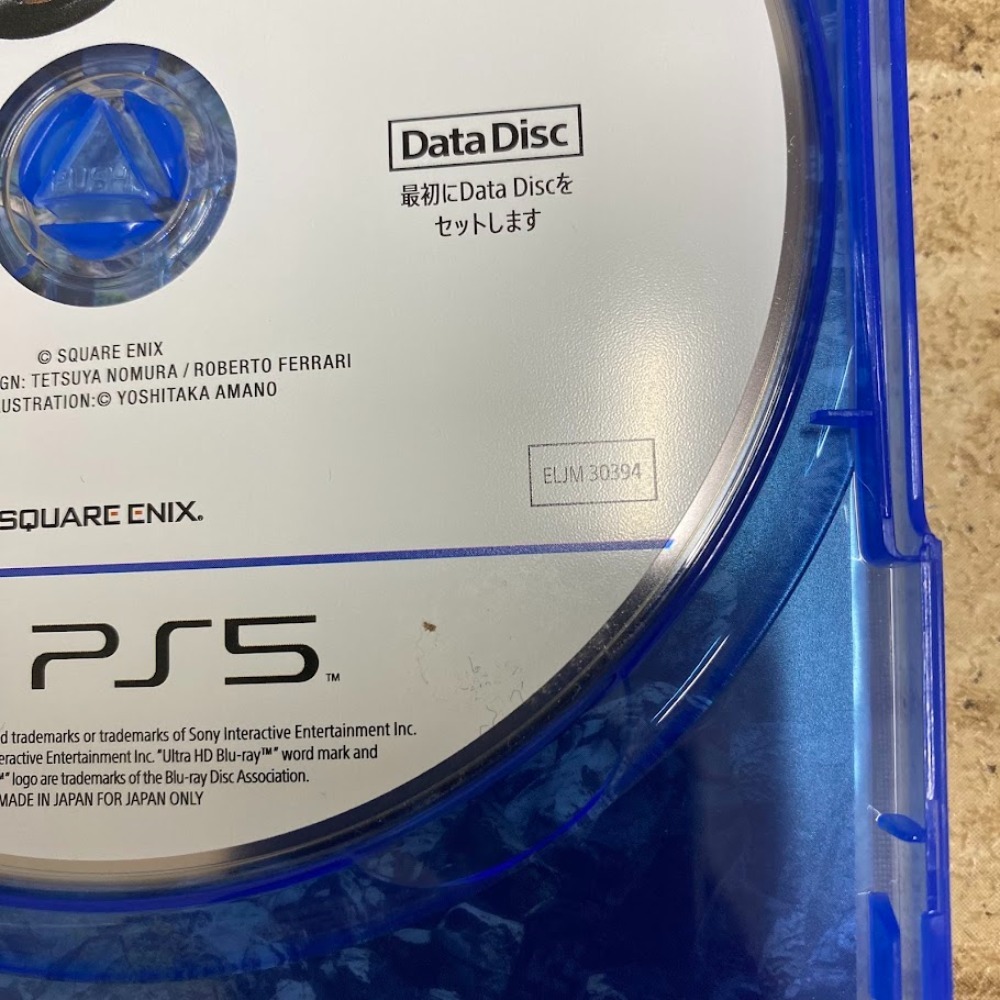 PUSH
Data Disc
最初にData Discを
セットします
© SQUARE ENIX
GN: TETSUYA NOMURA / ROBERTO FERRARI
USTRATION:© YOSHITAKA AMANO
ELJM 30394
SQUARE ENIX.
PS5™
d trademarks or trademarks of Sony Interactive Entertainment Inc.
eractive Entertainment Inc. "Ultra HD Blu-ray™" word mark and
™" logo are trademarks of the Blu-ray Disc Association.
MADE IN JAPAN FOR JAPAN ONLY